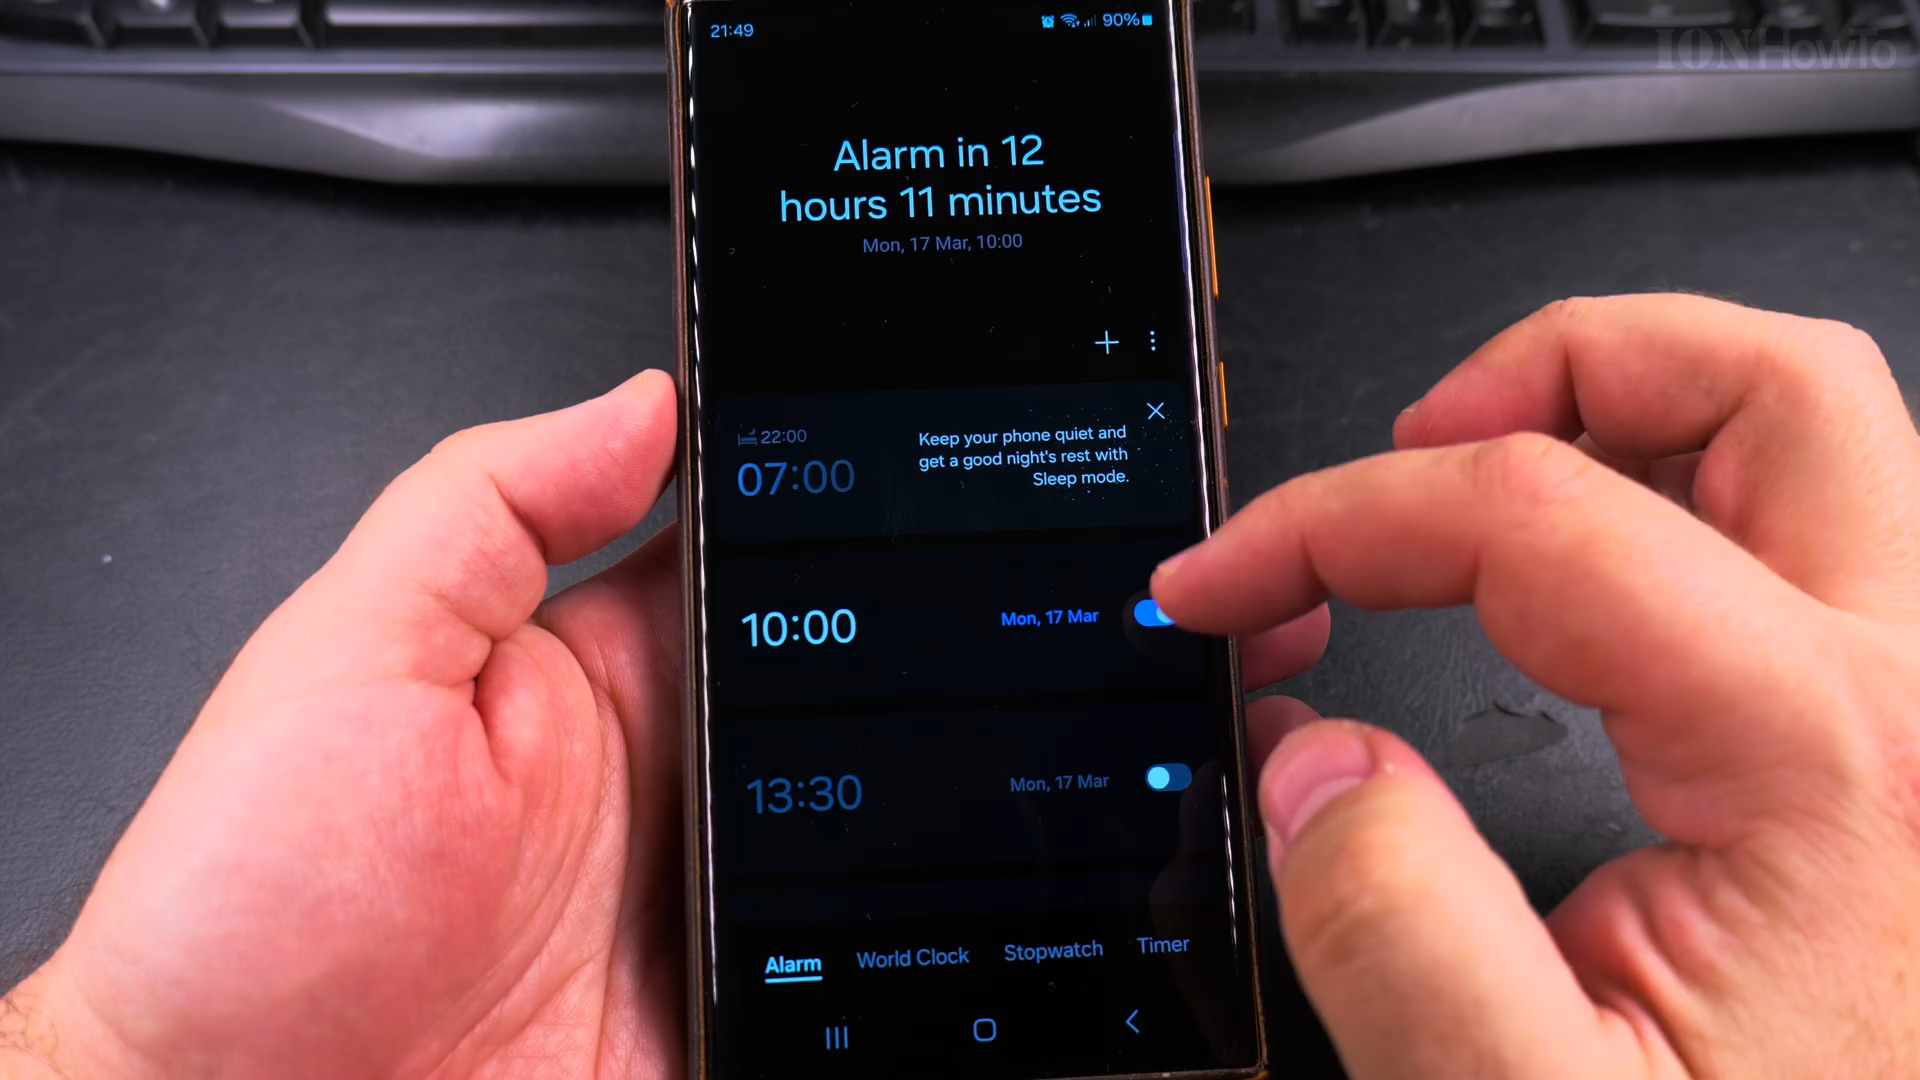 IONHowTo
21:49
90%
Alarm in 12
hours 11 minutes
Mon, 17 Mar, 10:00
22:00
07:00
Keep your phone quiet and
get a good night's rest with
Sleep mode.
10:00
Mon, 17 Mar
13:30
Mon, 17 Mar
Alarm
World Clock
Stopwatch
Timer